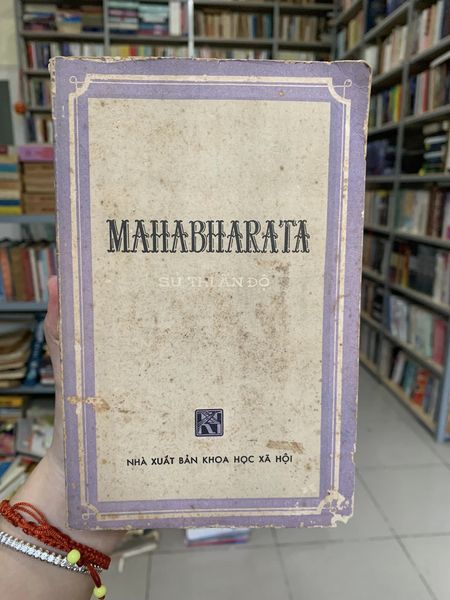 MAHABHARATA
SỬ THI ẤN ĐỘ
NHÀ XUẤT BẢN KHOA HỌC XÃ HỘI